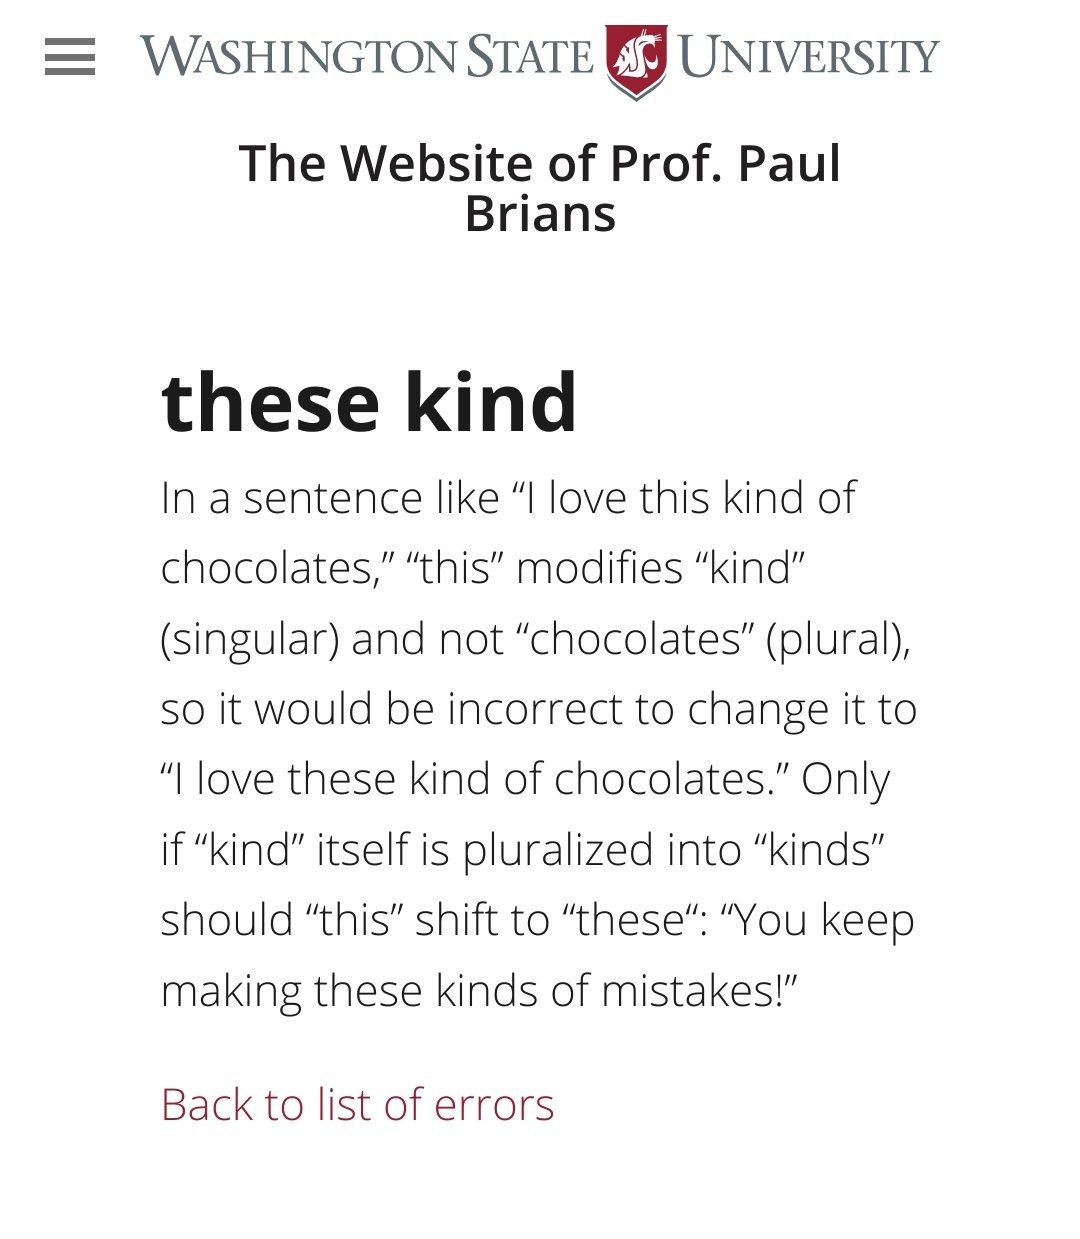 WASHINGTON STATE UNIVERSITY
The Website of Prof. Paul
Brians
these kind
In a sentence like “I love this kind of
chocolates,” “this” modifies “kind”
(singular) and not “chocolates” (plural),
so it would be incorrect to change it to
“I love these kind of chocolates.” Only
if “kind” itself is pluralized into “kinds”
should “this” shift to “these“: “You keep
making these kinds of mistakes!”
Back to list of errors